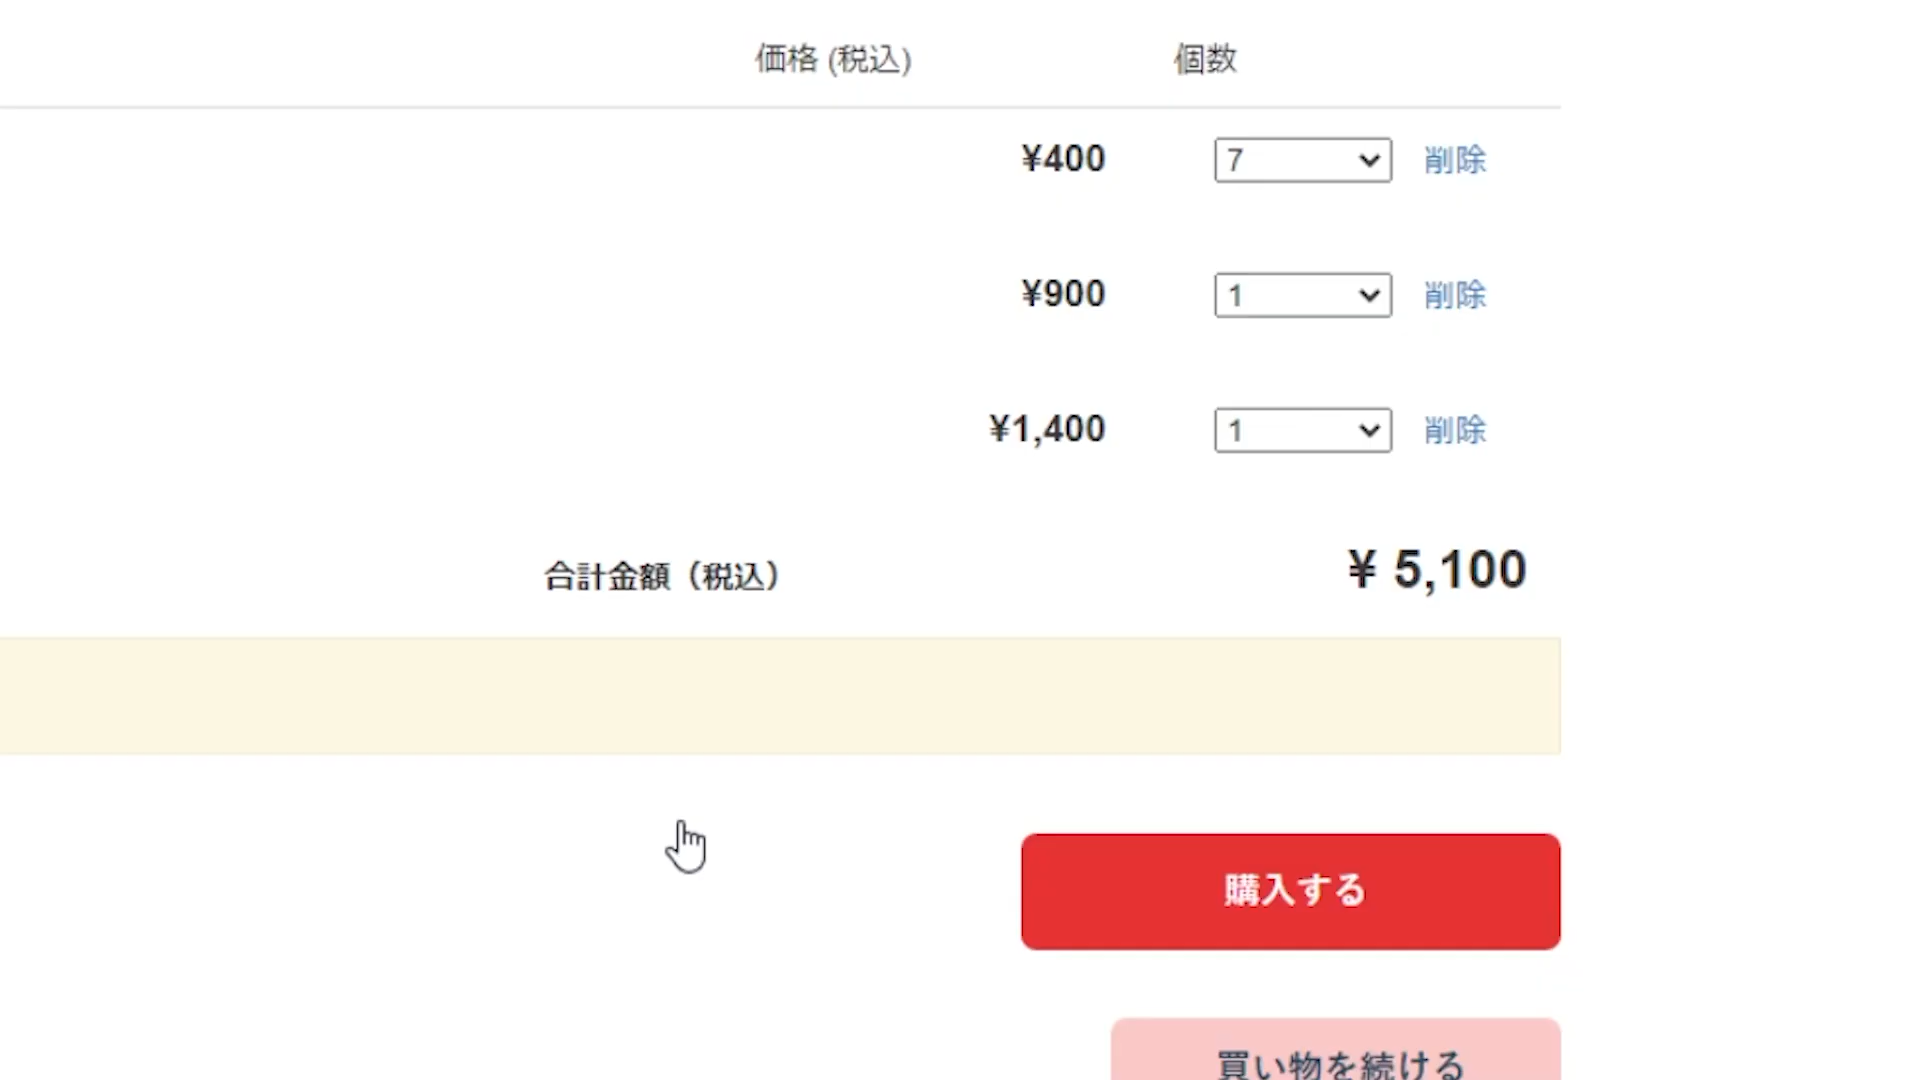 価格 (税込) 個数
¥400 7 削除
¥900 1 削除
¥1,400 1 削除
合計金額（税込） ¥ 5,100
購入する
買い物を続ける